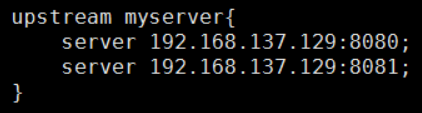 upstream myserver{
    server 192.168.137.129:8080;
    server 192.168.137.129:8081;
}